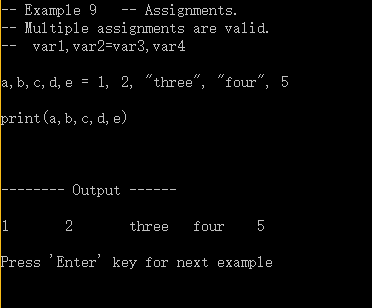 -- Example 9   -- Assignments.
-- Multiple assignments are valid.
--  var1,var2=var3,var4
a,b,c,d,e = 1, 2, "three", "four", 5
print(a,b,c,d,e)
-------- Output ------
1       2       three   four    5
Press 'Enter' key for next example